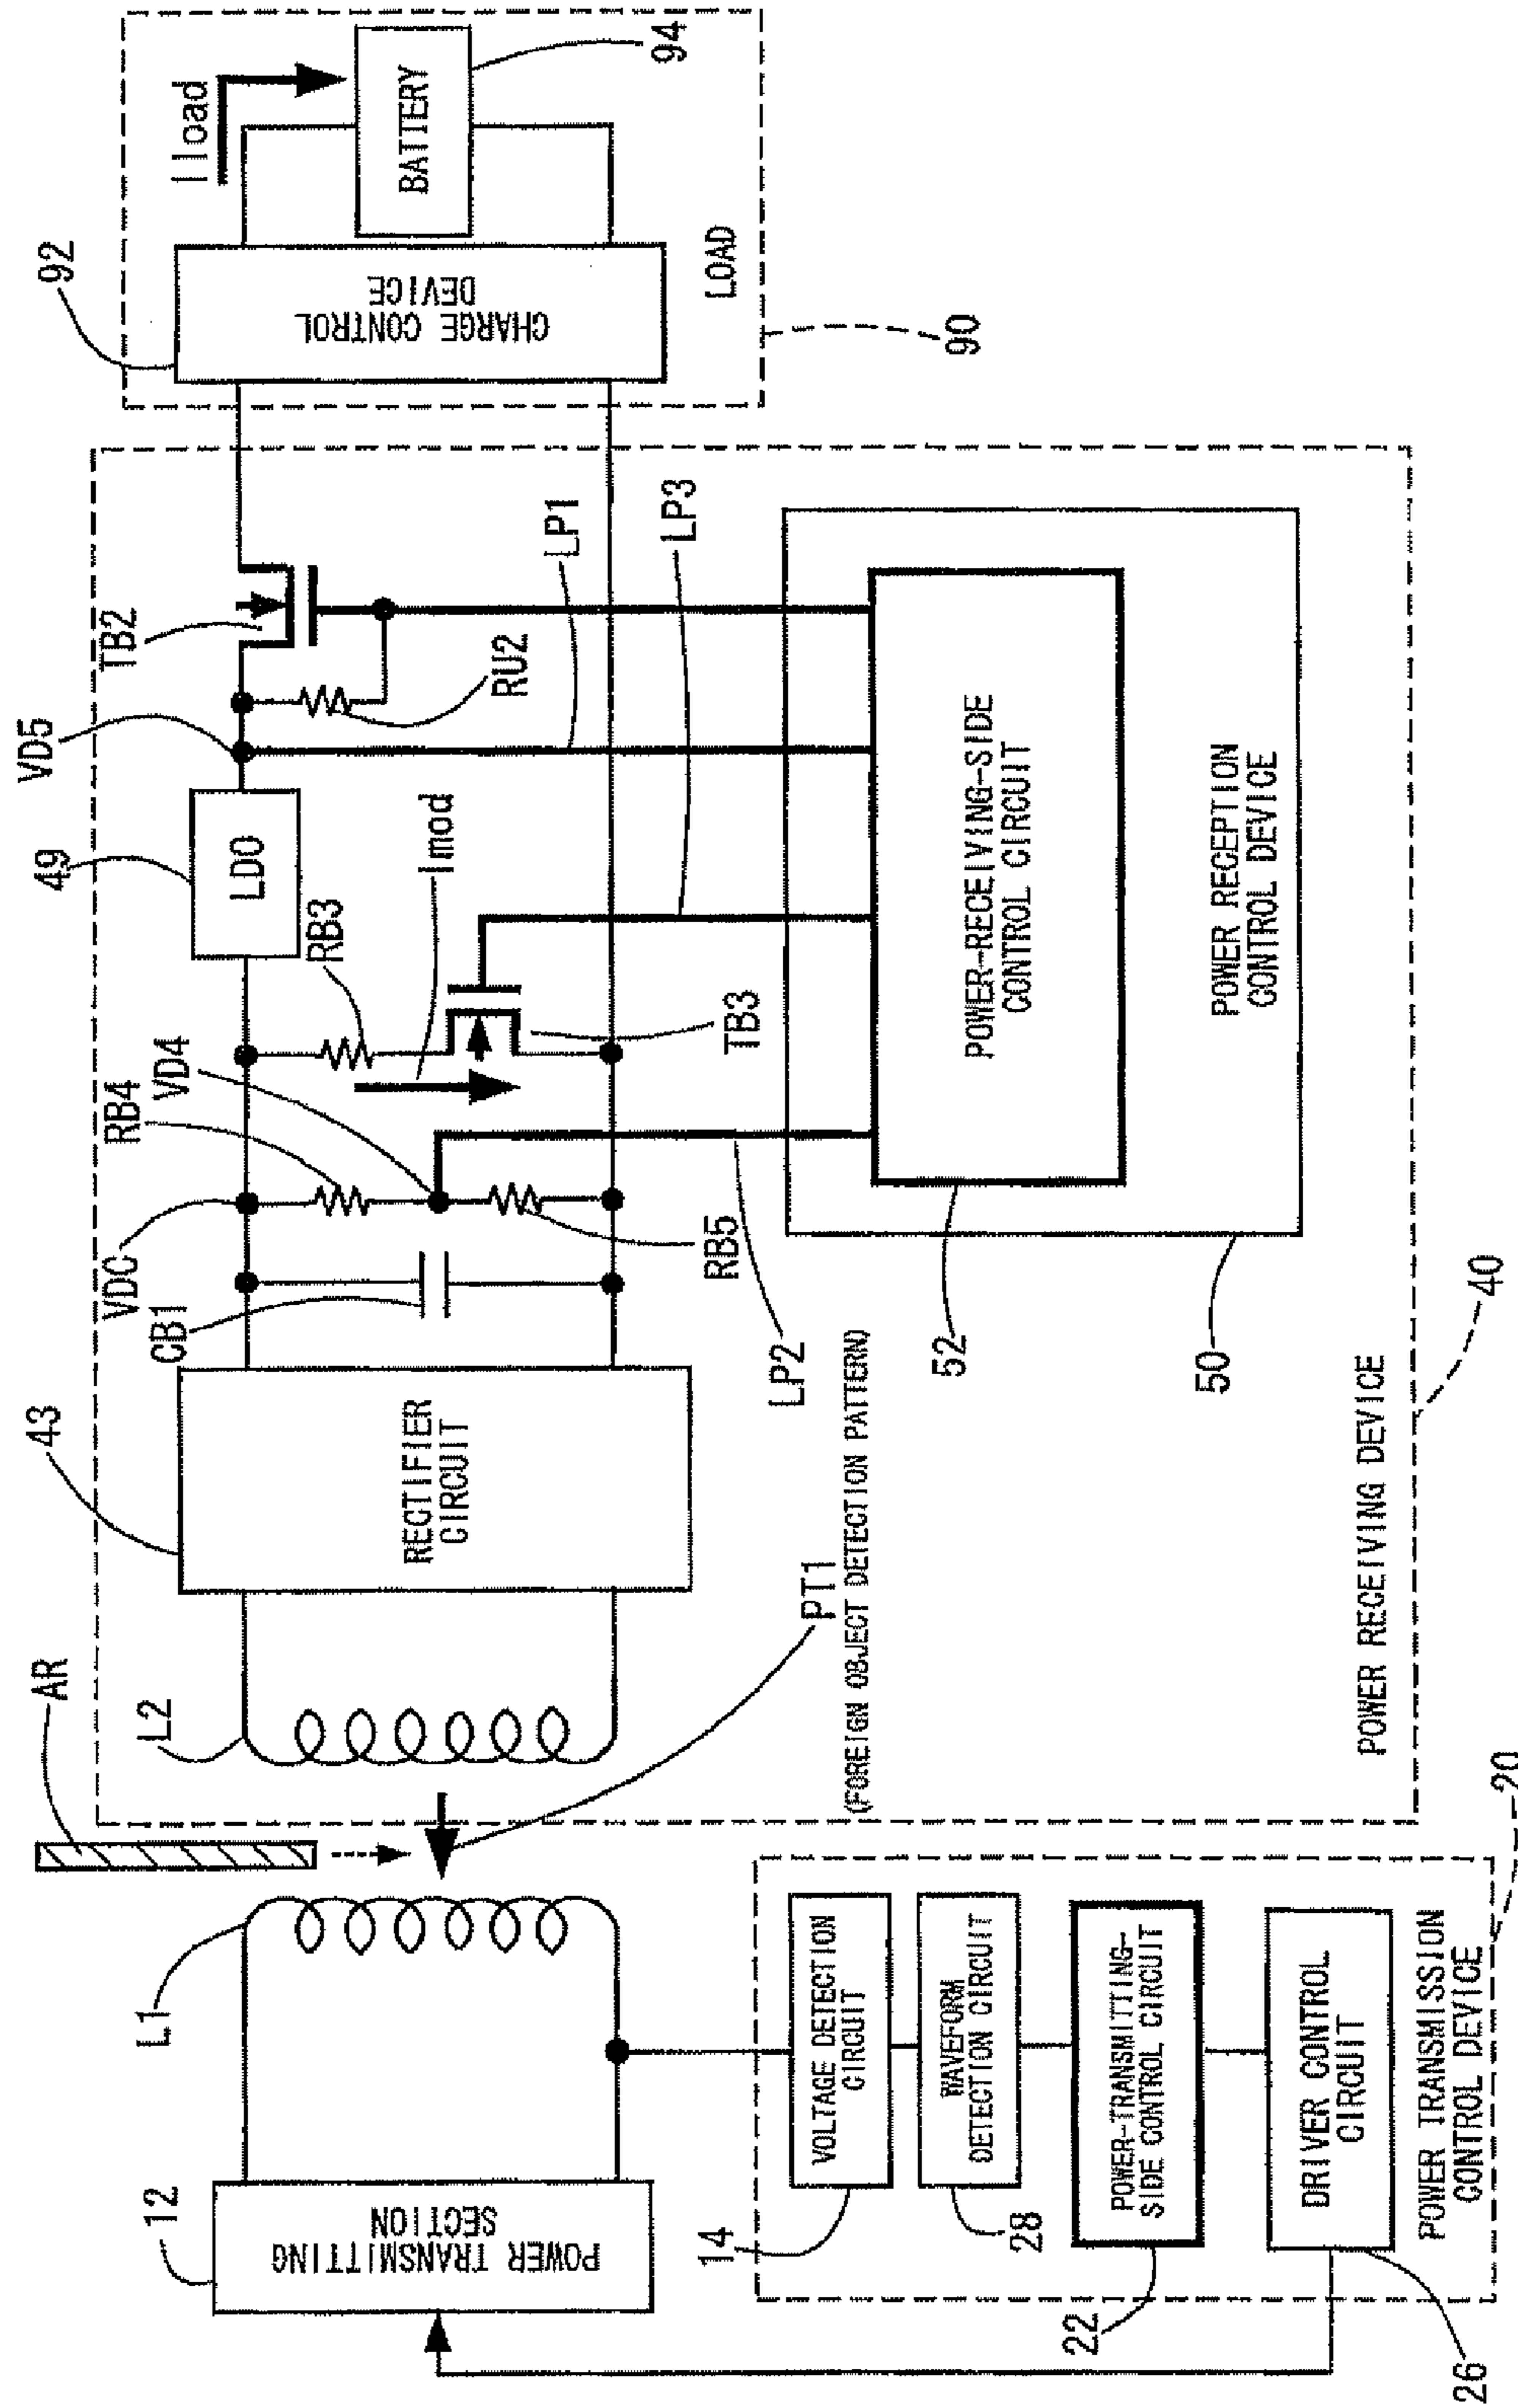 AR
L1
L2
12
POWER TRANSMITTING
SECTION
43
RECTIFIER
CIRCUIT
VDC
CB1
RB4
VD4
RB5
RB3
Imod
TB3
49
LDO
VD5
TB2
RU2
LP1
LP3
LP2
92
CHARGE CONTROL
DEVICE
Iload
BATTERY
94
LOAD
90
PT1
(FOREIGN OBJECT DETECTION PATTERN)
14
VOLTAGE DETECTION
CIRCUIT
28
WAVEFORM
DETECTION CIRCUIT
22
POWER-TRANSMITTING-
SIDE CONTROL CIRCUIT
26
DRIVER CONTROL
CIRCUIT
POWER TRANSMISSION
CONTROL DEVICE
20
52
POWER-RECEIVING-SIDE
CONTROL CIRCUIT
50
POWER RECEPTION
CONTROL DEVICE
POWER RECEIVING DEVICE
40